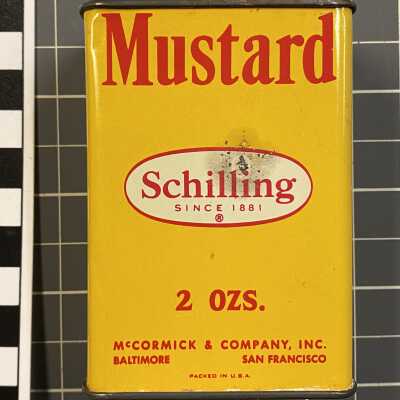 Mustard
Schilling
SINCE 1881
®
2 OZS.
McCORMICK & COMPANY, INC.
BALTIMORE SAN FRANCISCO
PACKED IN U.S.A.